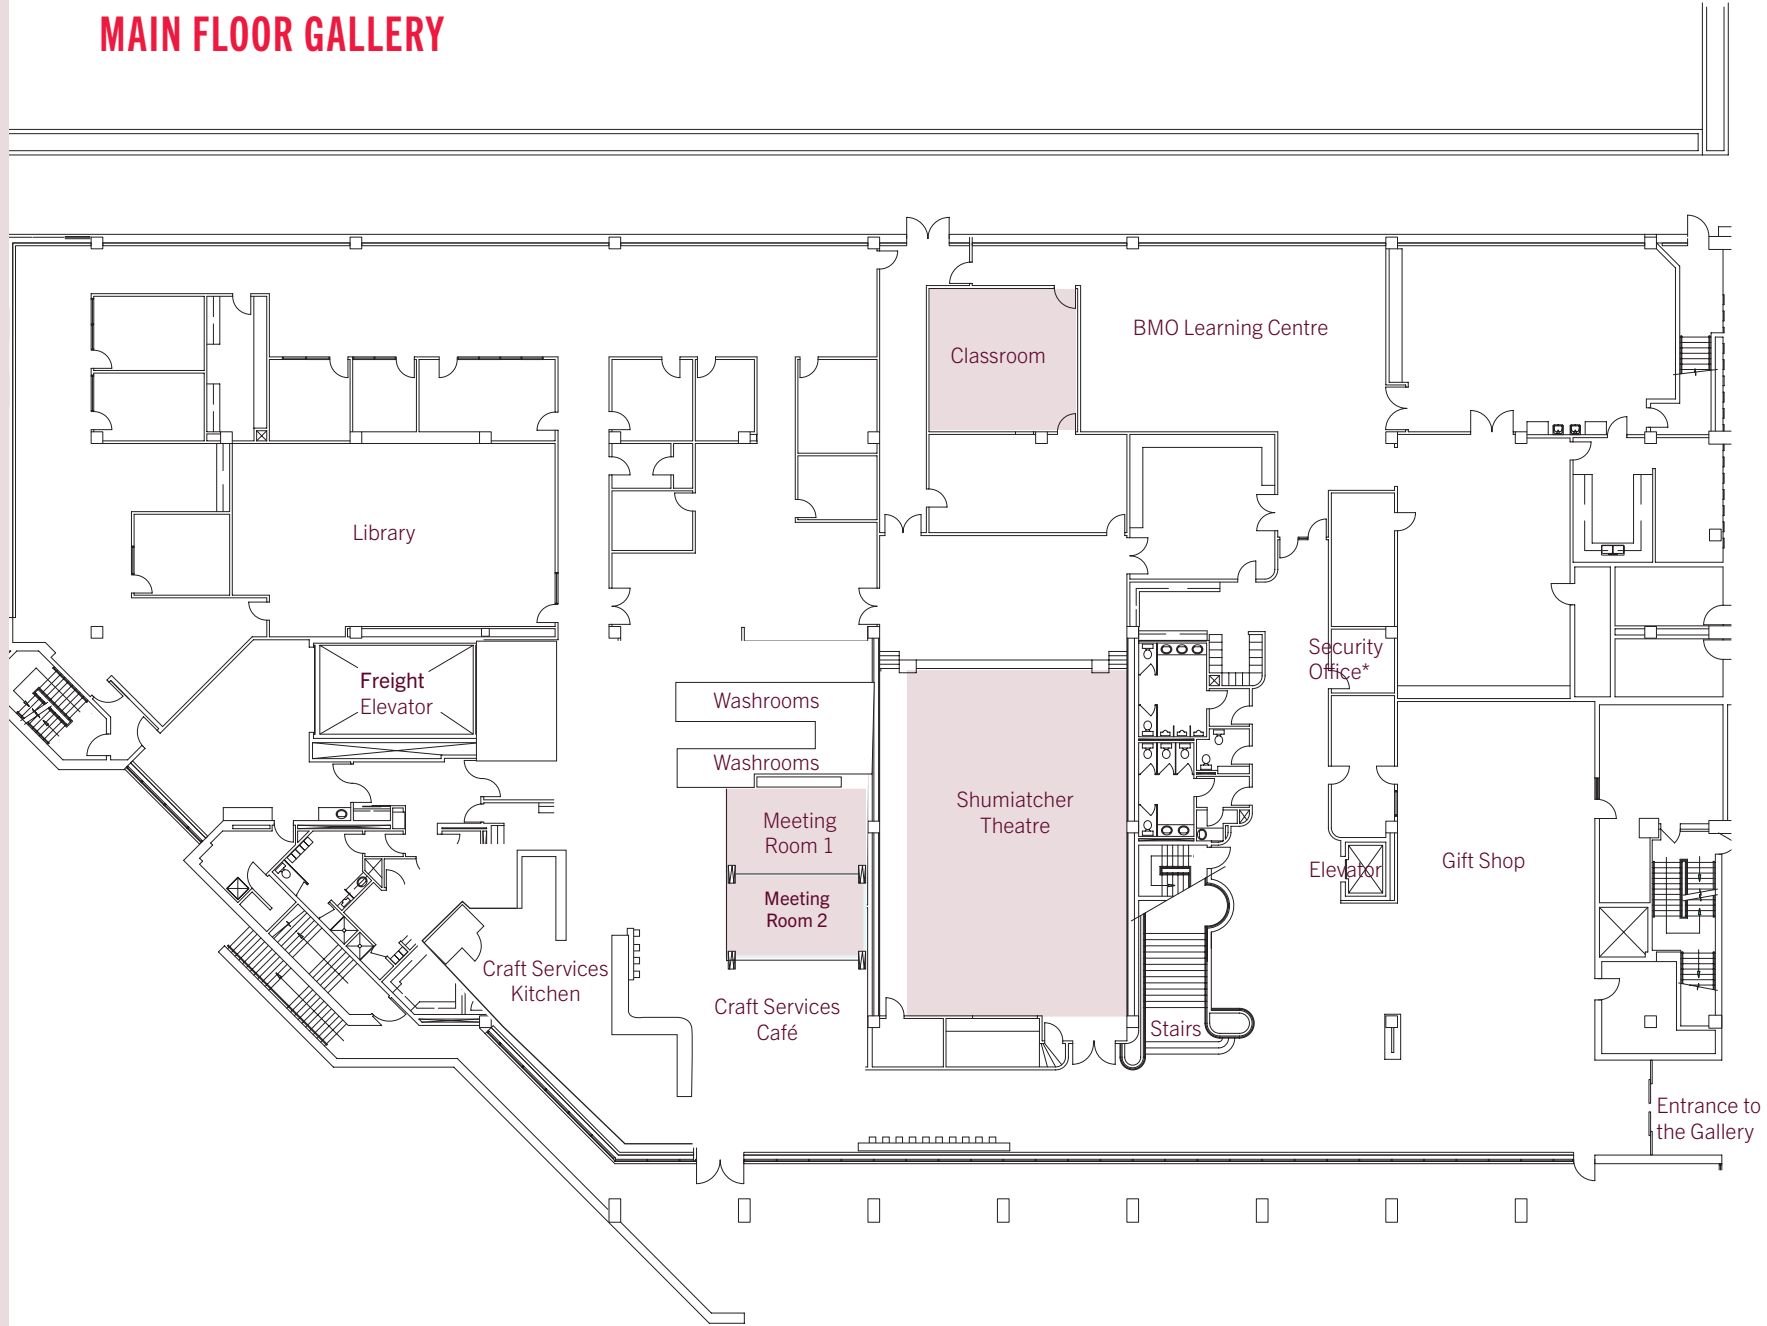 MAIN FLOOR GALLERY
BMO Learning Centre
Classroom
Library
Security
Office*
Freight
Elevator
Washrooms
Washrooms
Shumiatcher
Theatre
Meeting
Room 1
Elevator
Gift Shop
Meeting
Room 2
Craft Services
Kitchen
Craft Services
Café
Stairs
Entrance to
the Gallery